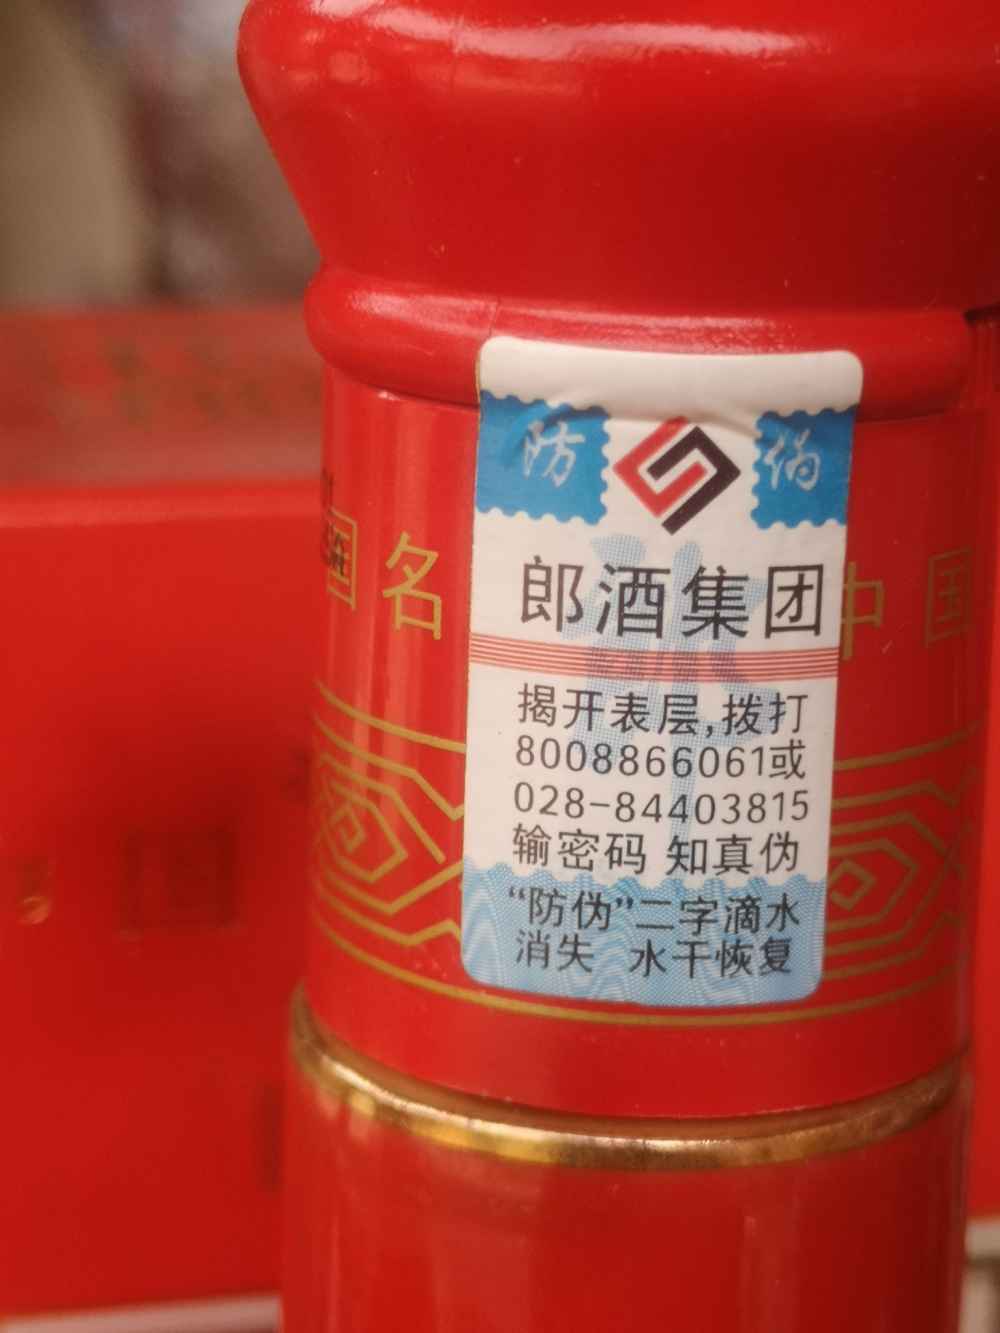 防 伪
郎酒集团
国名
中国
揭开表层,拨打
8008866061或
028-84403815
输密码 知真伪
“防伪”二字滴水
消失 水干恢复